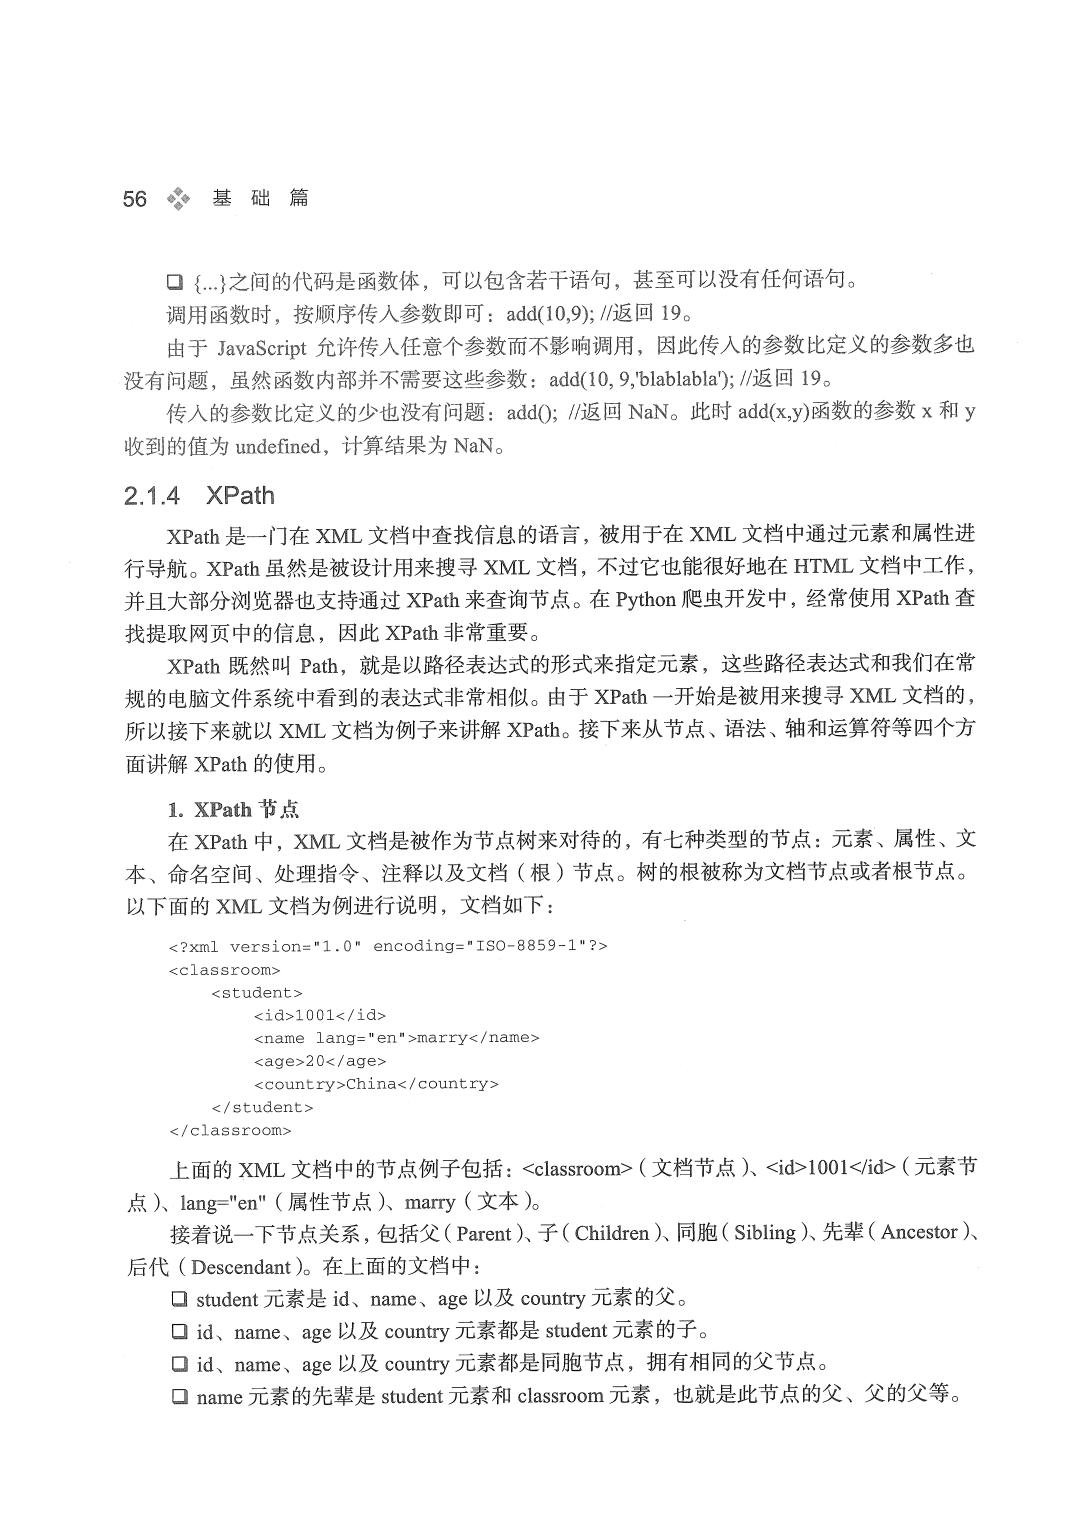 56 基 础 篇
❑ {...}之间的代码是函数体，可以包含若干语句，甚至可以没有任何语句。
调用函数时，按顺序传入参数即可：add(10,9); //返回 19。
由于 JavaScript 允许传入任意个参数而不影响调用，因此传入的参数比定义的参数多也
没有问题，虽然函数内部并不需要这些参数：add(10, 9,'blablabla'); //返回 19。
传入的参数比定义的少也没有问题：add(); //返回 NaN。此时 add(x,y)函数的参数 x 和 y
收到的值为 undefined，计算结果为 NaN。
2.1.4 XPath
XPath 是一门在 XML 文档中查找信息的语言，被用于在 XML 文档中通过元素和属性进
行导航。XPath 虽然是被设计用来搜寻 XML 文档，不过它也能很好地在 HTML 文档中工作，
并且大部分浏览器也支持通过 XPath 来查询节点。在 Python 爬虫开发中，经常使用 XPath 查
找提取网页中的信息，因此 XPath 非常重要。
XPath 既然叫 Path，就是以路径表达式的形式来指定元素，这些路径表达式和我们在常
规的电脑文件系统中看到的表达式非常相似。由于 XPath 一开始是被用来搜寻 XML 文档的，
所以接下来就以 XML 文档为例子来讲解 XPath。接下来从节点、语法、轴和运算符等四个方
面讲解 XPath 的使用。
1. XPath 节点
在 XPath 中，XML 文档是被作为节点树来对待的，有七种类型的节点：元素、属性、文
本、命名空间、处理指令、注释以及文档（根）节点。树的根被称为文档节点或者根节点。
以下面的 XML 文档为例进行说明，文档如下：
<?xml version="1.0" encoding="ISO-8859-1"?>
<classroom>
<student>
<id>1001</id>
<name lang="en">marry</name>
<age>20</age>
<country>China</country>
</student>
</classroom>
上面的 XML 文档中的节点例子包括：<classroom>（文档节点）、<id>1001</id>（元素节
点）、lang="en"（属性节点）、marry（文本）。
接着说一下节点关系，包括父（Parent）、子（Children）、同胞（Sibling）、先辈（Ancestor）、
后代（Descendant）。在上面的文档中：
❑ student 元素是 id、name、age 以及 country 元素的父。
❑ id、name、age 以及 country 元素都是 student 元素的子。
❑ id、name、age 以及 country 元素都是同胞节点，拥有相同的父节点。
❑ name 元素的先辈是 student 元素和 classroom 元素，也就是此节点的父、父的父等。